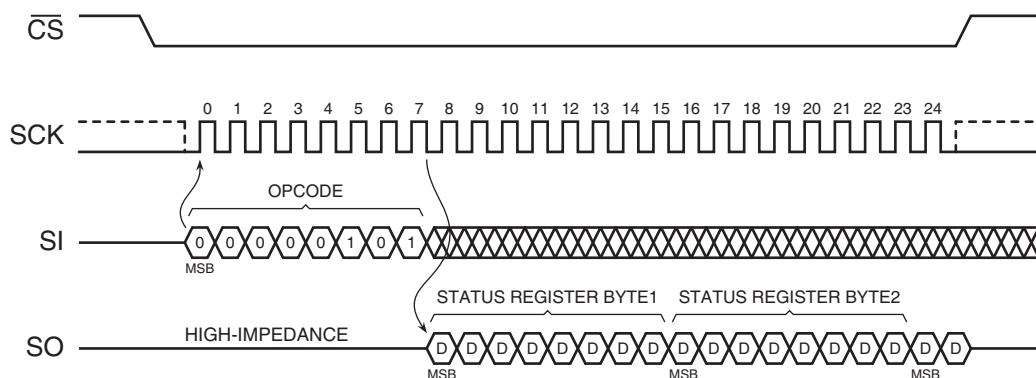 CS
0 1 2 3 4 5 6 7 8 9 10 11 12 13 14 15 16 17 18 19 20 21 22 23 24
SCK
OPCODE
SI 0 0 0 0 0 1 0 1
MSB
STATUS REGISTER BYTE1 STATUS REGISTER BYTE2
HIGH-IMPEDANCE
SO D D D D D D D D D D D D D D D D D D
MSB MSB MSB